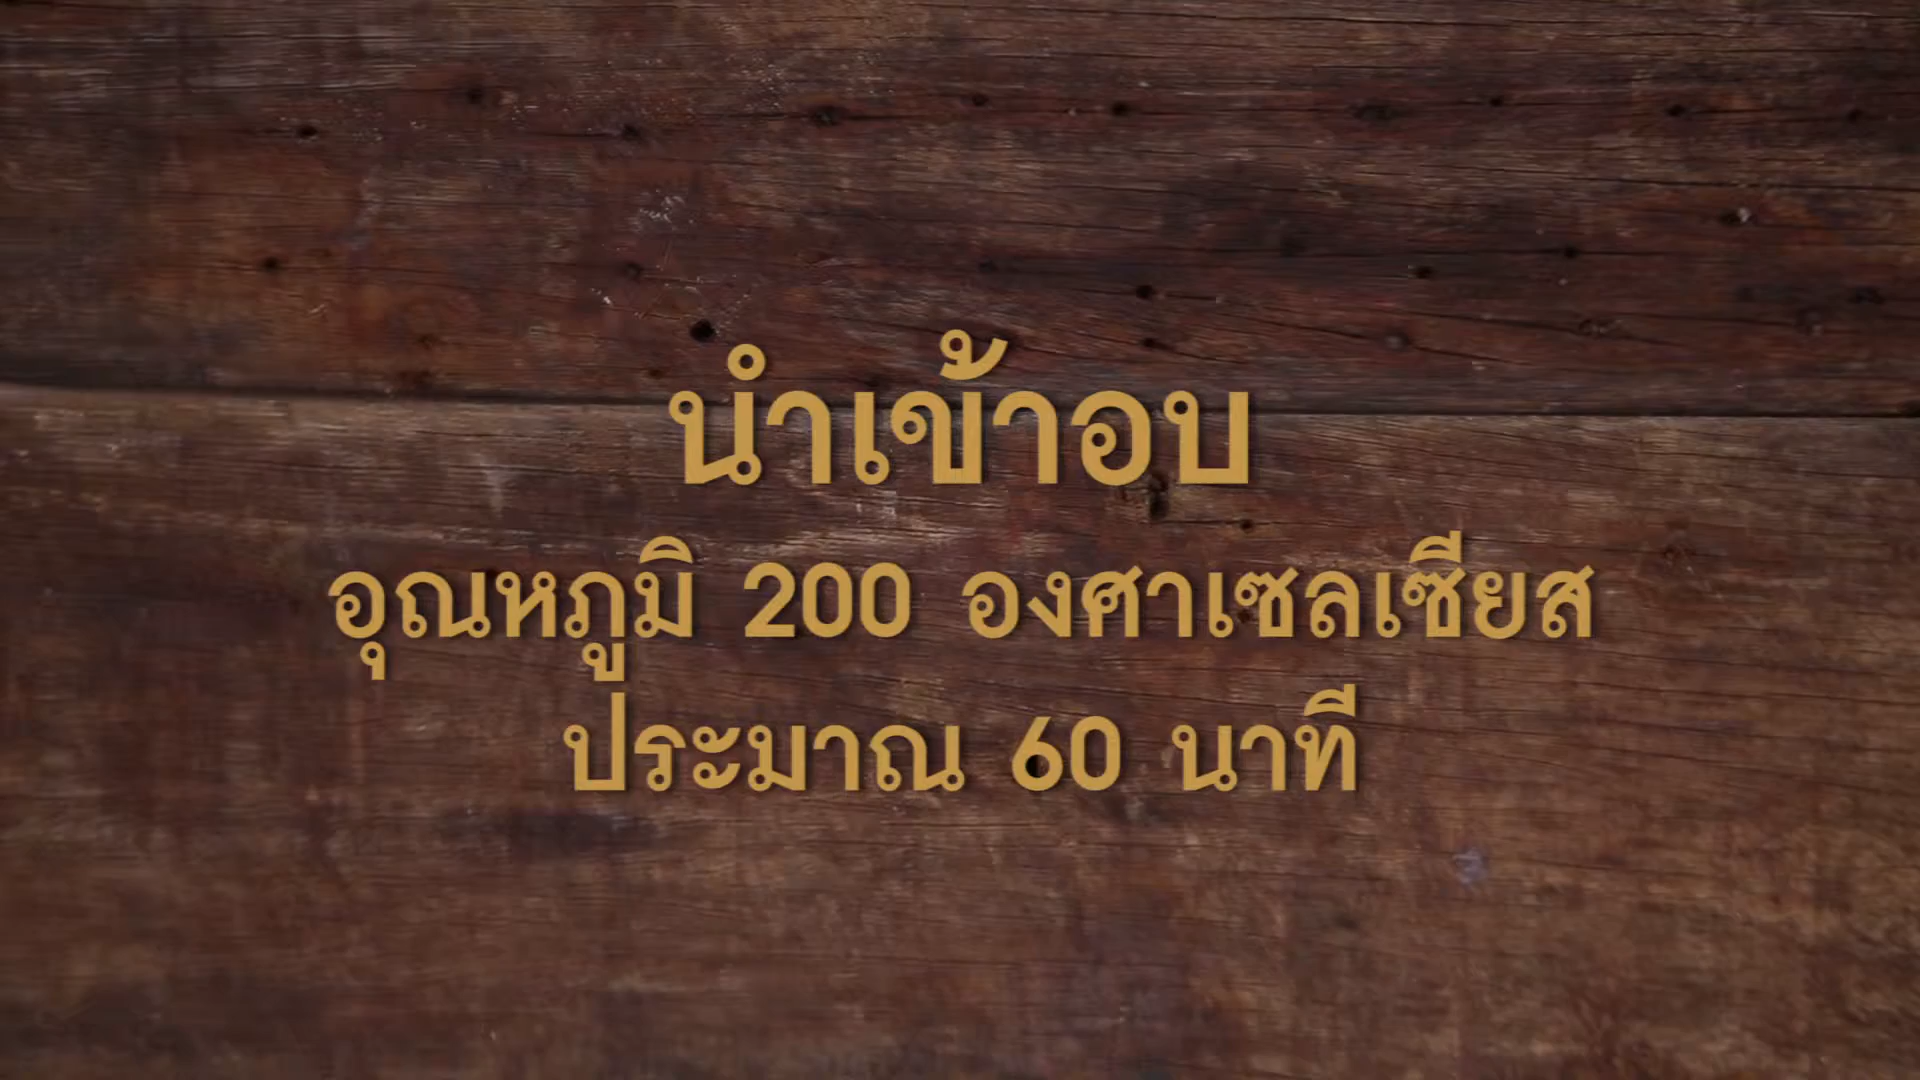 นำเข้าอบ
อุณหภูมิ 200 องศาเซลเซียส
ประมาณ 60 นาที